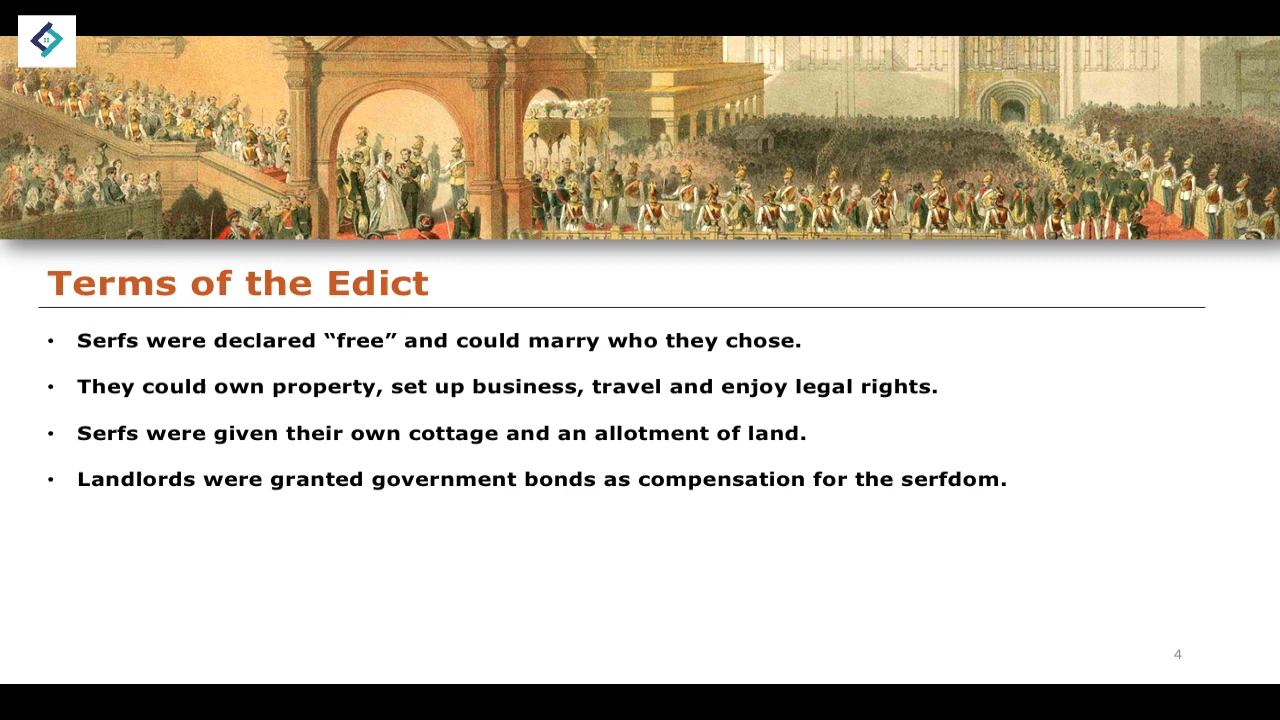 Terms of the Edict
• Serfs were declared “free” and could marry who they chose.
• They could own property, set up business, travel and enjoy legal rights.
• Serfs were given their own cottage and an allotment of land.
• Landlords were granted government bonds as compensation for the serfdom.
4